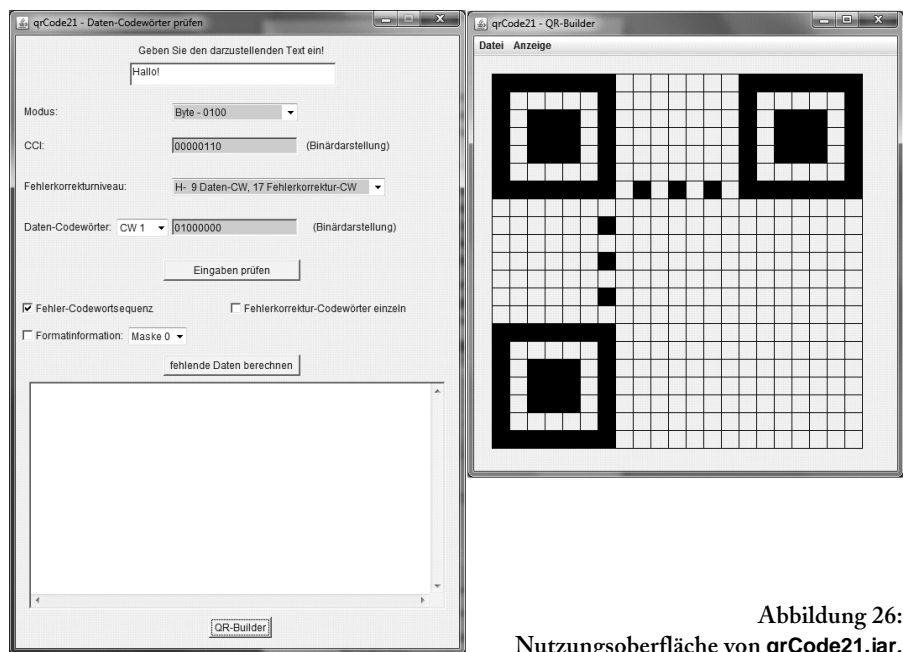 qrCode21 - Daten-Codewörter prüfen
Geben Sie den darzustellenden Text ein!
Hallo!
Modus:
Byte - 0100
CCI:
00000110
(Binärdarstellung)
Fehlerkorrekturniveau:
H- 9 Daten-CW, 17 Fehlerkorrektur-CW
Daten-Codewörter:
CW 1
01000000
(Binärdarstellung)
Eingaben prüfen
Fehler-Codewortsequenz
Fehlerkorrektur-Codewörter einzeln
Formatinformation:
Maske 0
fehlende Daten berechnen
QR-Builder
qrCode21 - QR-Builder
Datei Anzeige
Abbildung 26:
Nutzungsoberfläche von qrCode21.jar.